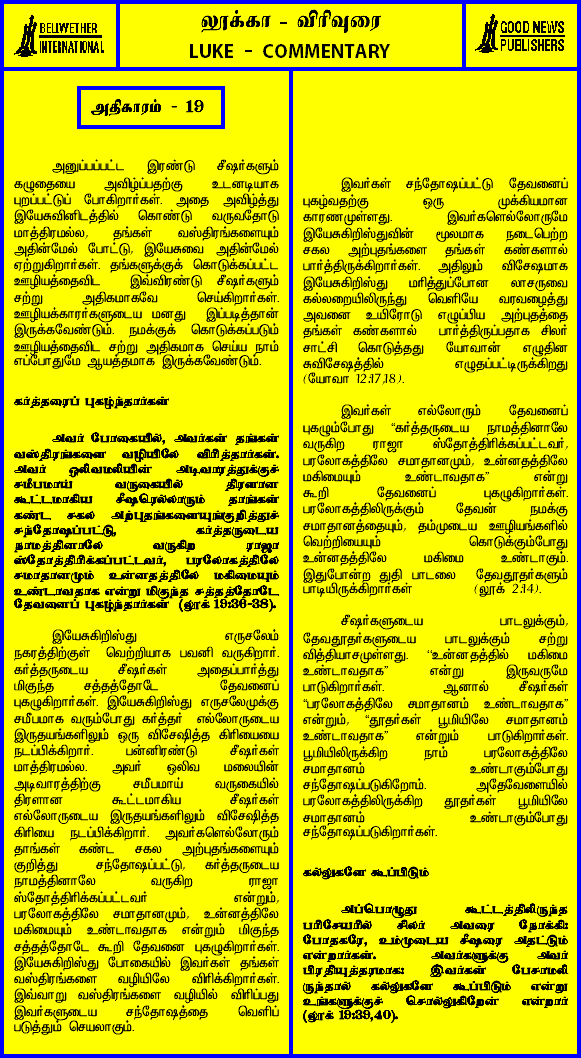 BELWETHER
INTERNATIONAL
லூக்கா - விரிவுரை
LUKE - COMMENTARY
GOOD NEWS
PUBLISHERS
அதிகாரம் - 19
அனுப்பப்பட்ட இரண்டு சீஷர்களும்
கழுதையை அவிழ்ப்பதற்கு உடனடியாக
புறப்பட்டுப் போகிறார்கள். அதை அவிழ்த்து
இயேசுவினிடத்தில் கொண்டு வருவதோடு
மாத்திரமல்ல, தங்கள் வஸ்திரங்களையும்
அதின்மேல் போட்டு, இயேசுவை அதின்மேல்
ஏற்றுகிறார்கள். தங்களுக்குக் கொடுக்கப்பட்ட
ஊழியத்தைவிட இவ்விரண்டு சீஷர்களும்
சற்று அதிகமாகவே செய்கிறார்கள்.
ஊழியக்காரர்களுடைய மனது இப்படித்தான்
இருக்கவேண்டும். நமக்குக் கொடுக்கப்படும்
ஊழியத்தைவிட சற்று அதிகமாக செய்ய நாம்
எப்போதுமே ஆயத்தமாக இருக்கவேண்டும்.
கர்த்தரைப் புகழ்ந்தார்கள்
அவர் போகையில், அவர்கள் தங்கள்
வஸ்திரங்களை வழியிலே விரித்தார்கள்.
அவர் ஒலிவமலையின் அடிவாரத்துக்குச்
சமீபமாய் வருகையில் திரளான
கூட்டமாகிய சீஷரெல்லாரும் தாங்கள்
கண்ட சகல அற்புதங்களையுங்குறித்துச்
சந்தோஷப்பட்டு, கர்த்தருடைய
நாமத்தினாலே வருகிற ராஜா
ஸ்தோத்திரிக்கப்பட்டவர், பரலோகத்திலே
சமாதானமும் உன்னதத்திலே மகிமையும்
உண்டாவதாக என்று மிகுந்த சத்தத்தோடே
தேவனைப் புகழ்ந்தார்கள் (லூக் 19:36-38).
இயேசுகிறிஸ்து எருசலேம்
நகரத்திற்குள் வெற்றியாக பவனி வருகிறார்.
கர்த்தருடைய சீஷர்கள் அதைப்பார்த்து
மிகுந்த சத்தத்தோடே தேவனைப்
புகழுகிறார்கள். இயேசுகிறிஸ்து எருசலேமுக்கு
சமீபமாக வரும்போது கர்த்தர் எல்லோருடைய
இருதயங்களிலும் ஒரு விசேஷித்த கிரியையை
நடப்பிக்கிறார். பன்னிரண்டு சீஷர்கள்
மாத்திரமல்ல. அவர் ஒலிவ மலையின்
அடிவாரத்திற்கு சமீபமாய் வருகையில்
திரளான கூட்டமாகிய சீஷர்கள்
எல்லோருடைய இருதயங்களிலும் விசேஷித்த
கிரியை நடப்பிக்கிறார். அவர்களெல்லோரும்
தாங்கள் கண்ட சகல அற்புதங்களையும்
குறித்து சந்தோஷப்பட்டு, கர்த்தருடைய
நாமத்தினாலே வருகிற ராஜா
ஸ்தோத்திரிக்கப்பட்டவர் என்றும்,
பரலோகத்திலே சமாதானமும், உன்னதத்திலே
மகிமையும் உண்டாவதாக என்றும் மிகுந்த
சத்தத்தோடே கூறி தேவனை புகழுகிறார்கள்.
இயேசுகிறிஸ்து போகையில் இவர்கள் தங்கள்
வஸ்திரங்களை வழியிலே விரிக்கிறார்கள்.
இவ்வாறு வஸ்திரங்களை வழியில் விரிப்பது
இவர்களுடைய சந்தோஷத்தை வெளிப்
படுத்தும் செயலாகும்.
இவர்கள் சந்தோஷப்பட்டு தேவனைப்
புகழ்வதற்கு ஒரு முக்கியமான
காரணமுள்ளது. இவர்களெல்லோருமே
இயேசுகிறிஸ்துவின் மூலமாக நடைபெற்ற
சகல அற்புதங்களை தங்கள் கண்களால்
பார்த்திருக்கிறார்கள். அதிலும் விசேஷமாக
இயேசுகிறிஸ்து மரித்துப்போன லாசருவை
கல்லறையிலிருந்து வெளியே வரவழைத்து
அவனை உயிரோடு எழுப்பிய அற்புதத்தை
தங்கள் கண்களால் பார்த்திருப்பதாக சிலர்
சாட்சி கொடுத்தது யோவான் எழுதின
சுவிசேஷத்தில் எழுதப்பட்டிருக்கிறது
(யோவா 12:17,18).
இவர்கள் எல்லோரும் தேவனைப்
புகழும்போது “கர்த்தருடைய நாமத்தினாலே
வருகிற ராஜா ஸ்தோத்திரிக்கப்பட்டவர்,
பரலோகத்திலே சமாதானமும், உன்னதத்திலே
மகிமையும் உண்டாவதாக” என்று
கூறி தேவனைப் புகழுகிறார்கள்.
பரலோகத்திலிருக்கும் தேவன் நமக்கு
சமாதானத்தையும், தம்முடைய ஊழியங்களில்
வெற்றியையும் கொடுக்கும்போது
உன்னதத்திலே மகிமை உண்டாகும்.
இதுபோன்ற துதி பாடலை தேவதூதர்களும்
பாடியிருக்கிறார்கள் (லூக் 2:14).
சீஷர்களுடைய பாடலுக்கும்,
தேவதூதர்களுடைய பாடலுக்கும் சற்று
வித்தியாசமுள்ளது. “உன்னதத்தில் மகிமை
உண்டாவதாக” என்று இருவருமே
பாடுகிறார்கள். ஆனால் சீஷர்கள்
“பரலோகத்திலே சமாதானம் உண்டாவதாக”
என்றும், “தூதர்கள் பூமியிலே சமாதானம்
உண்டாவதாக” என்றும் பாடுகிறார்கள்.
பூமியிலிருக்கிற நாம் பரலோகத்திலே
சமாதானம் உண்டாகும்போது
சந்தோஷப்படுகிறோம். அதேவேளையில்
பரலோகத்திலிருக்கிற தூதர்கள் பூமியிலே
சமாதானம் உண்டாகும்போது
சந்தோஷப்படுகிறார்கள்.
கல்லுகளே கூப்பிடும்
அப்பொழுது கூட்டத்திலிருந்த
பரிசேயரில் சிலர் அவரை நோக்கி:
போதகரே, உம்முடைய சீஷரை அதட்டும்
என்றார்கள். அவர்களுக்கு அவர்
பிரதியுத்தரமாக: இவர்கள் பேசாமலி
ருந்தால் கல்லுகளே கூப்பிடும் என்று
உங்களுக்குச் சொல்லுகிறேன் என்றார்
(லூக் 19:39,40).